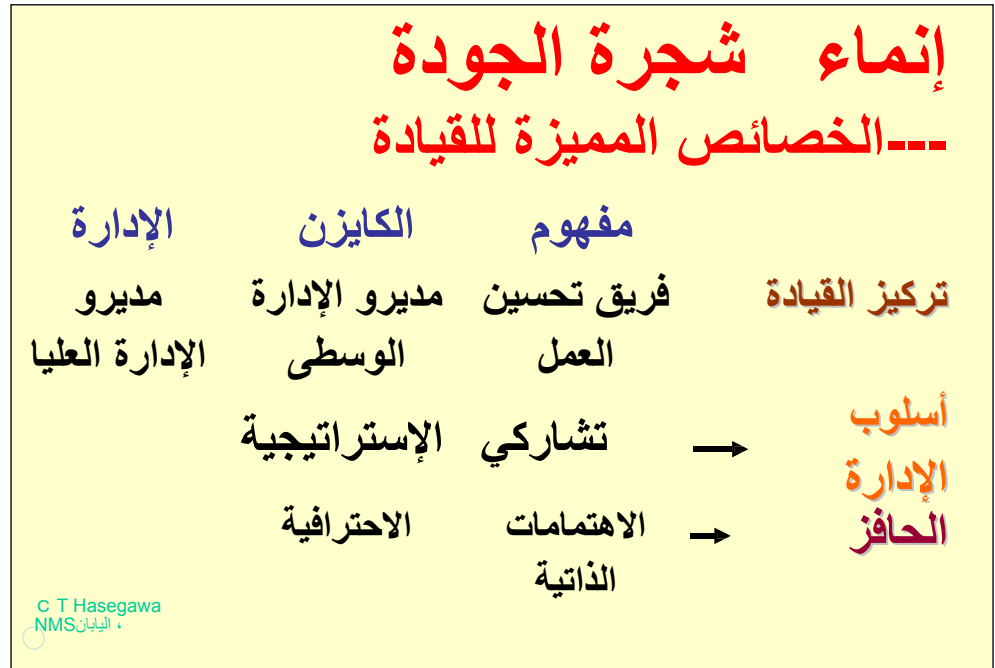 إنماء شجرة الجودة
---الخصائص المميزة للقيادة
مفهوم الكايزن الإدارة
تركيز القيادة فريق تحسين مديرو الإدارة مديرو
العمل الوسطى الإدارة العليا
أسلوب
الإدارة → تشاركي الإستراتيجية
الحافز → الاهتمامات الاحترافية
الذاتية
C T Hasegawa
NMSاليابان ،